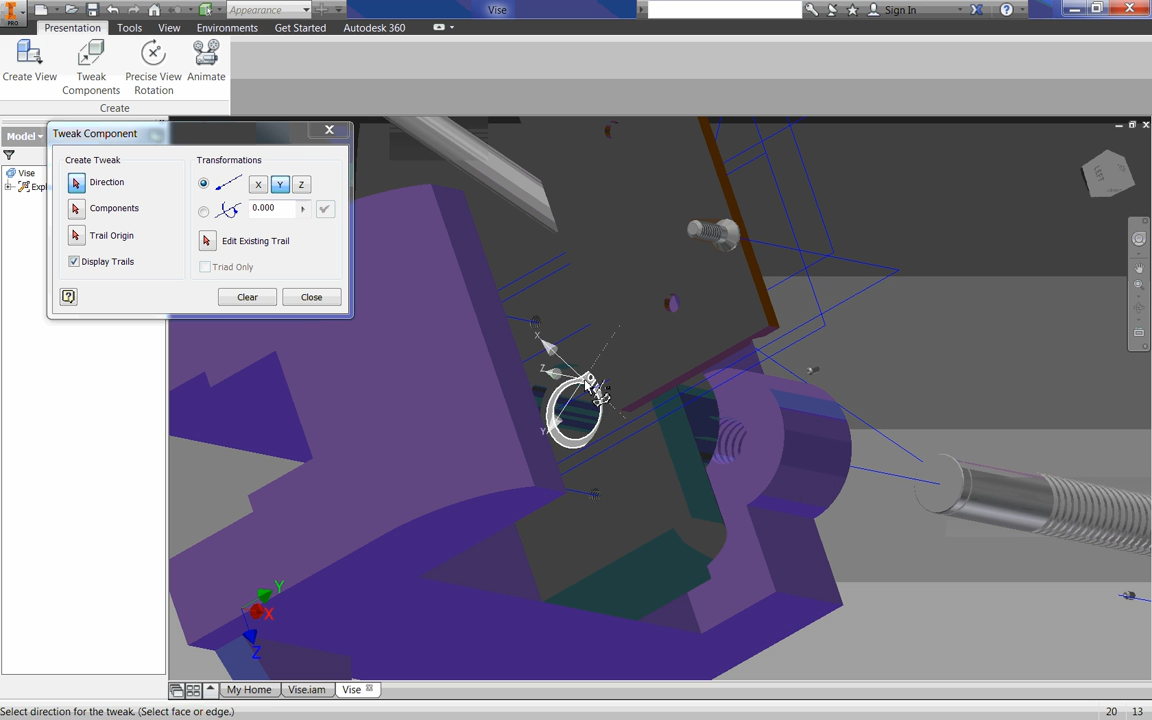 PRO
Appearance
Vise
Sign In
Presentation
Tools
View
Environments
Get Started
Autodesk 360
Create View
Tweak
Components
Precise View
Rotation
Animate
Create
Model
Tweak Component
Create Tweak
Transformations
Direction
X
Y
Z
Components
0.000
Trail Origin
Edit Existing Trail
Display Trails
Triad Only
Clear
Close
Vise
Expl
LEFT
X
Z
Y
Y
X
Z
My Home
Vise.iam
Vise
Select direction for the tweak. (Select face or edge.)
20
13